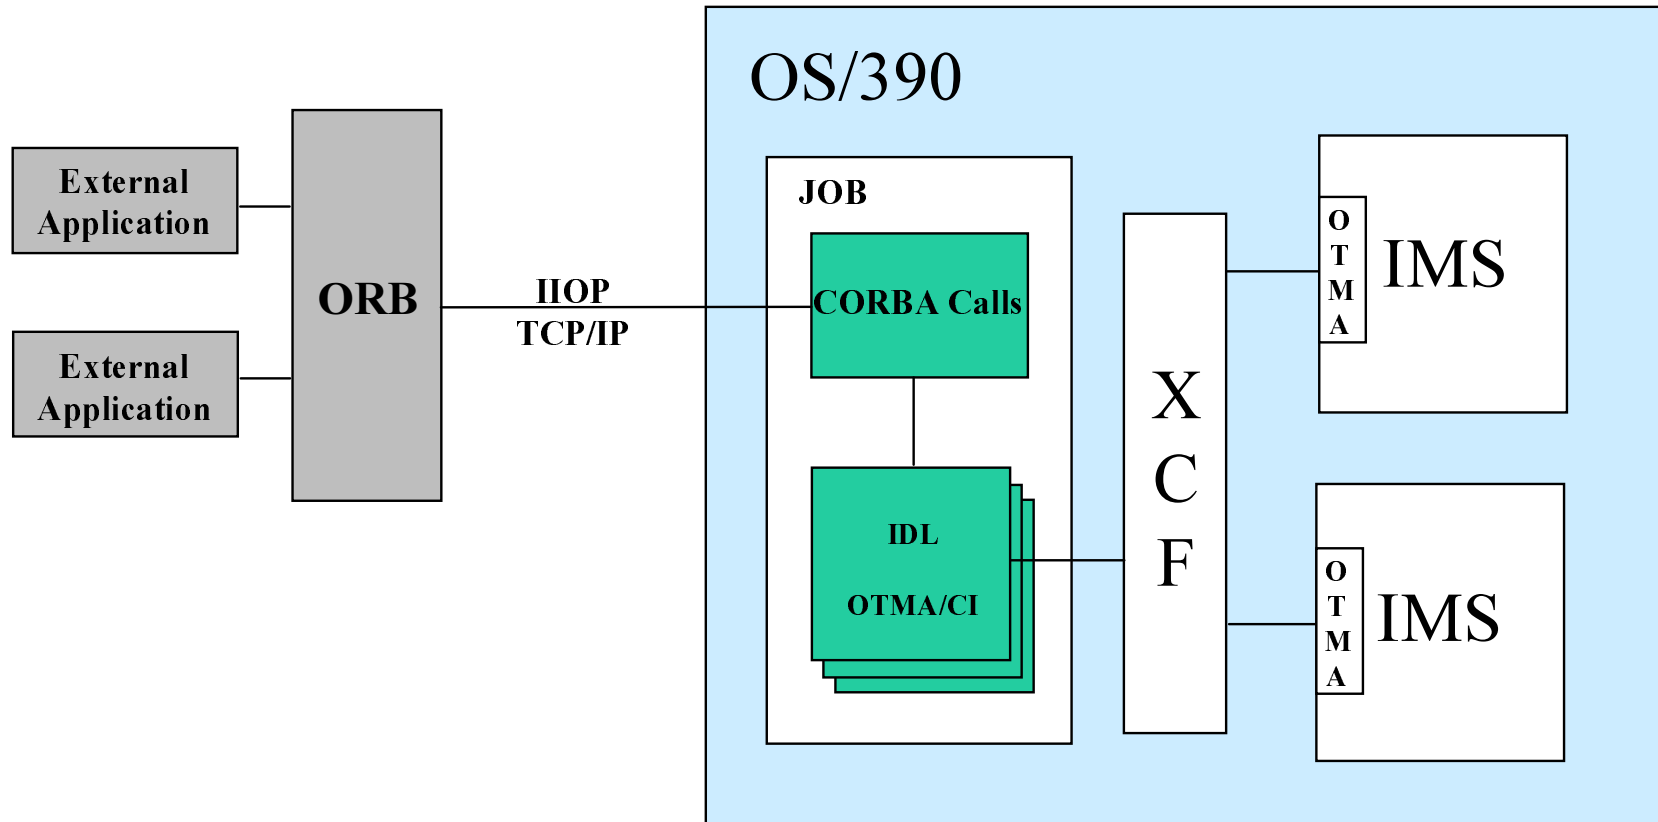 OS/390
External
Application
External
Application
ORB
IIOP
TCP/IP
JOB
CORBA Calls
IDL
OTMA/CI
X
C
F
O
T
M
A
IMS
O
T
M
A
IMS